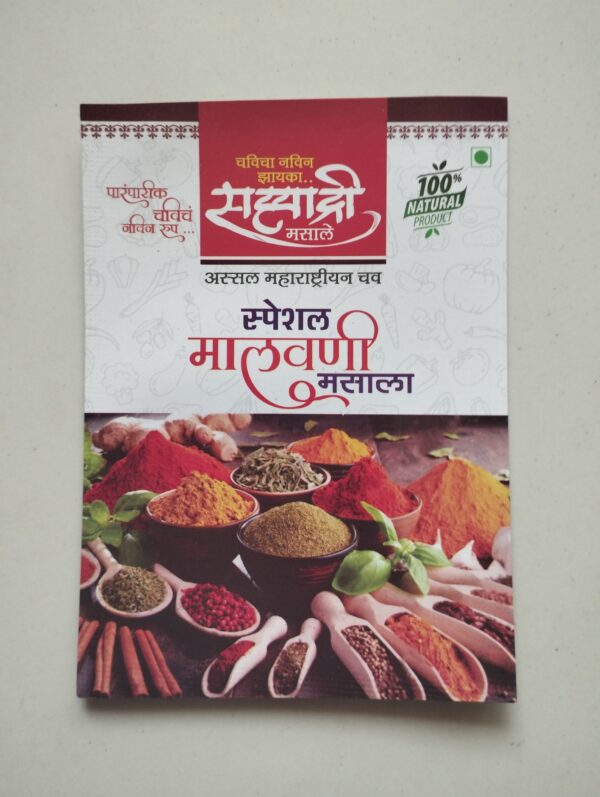 चविचा नविन
झायका..
सह्याद्री
मसाले
पारंपारीक
चविचं
नविन रुप ...
100%
NATURAL
PRODUCT
अस्सल महाराष्ट्रीयन चव
स्पेशल
मालवणी
मसाला